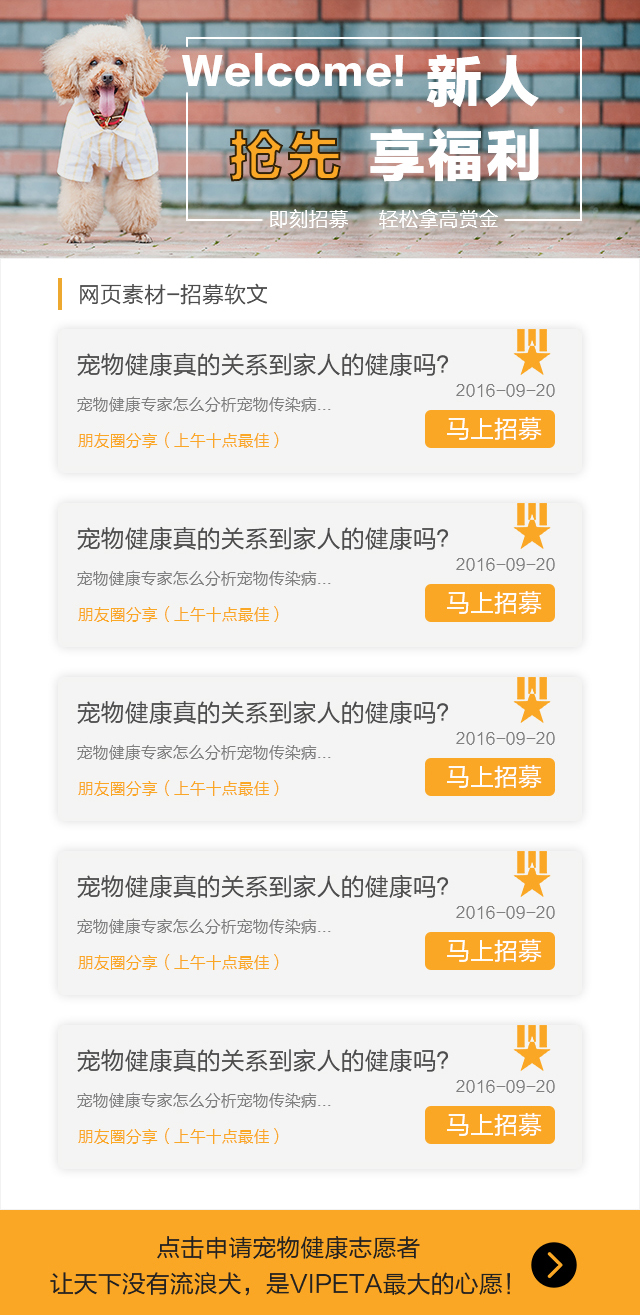 Welcome! 新人
抢先 享福利
即刻招募 轻松拿高赏金
网页素材-招募软文
宠物健康真的关系到家人的健康吗?
2016-09-20
宠物健康专家怎么分析宠物传染病...
马上招募
朋友圈分享(上午十点最佳)
宠物健康真的关系到家人的健康吗?
2016-09-20
宠物健康专家怎么分析宠物传染病...
马上招募
朋友圈分享(上午十点最佳)
宠物健康真的关系到家人的健康吗?
2016-09-20
宠物健康专家怎么分析宠物传染病...
马上招募
朋友圈分享(上午十点最佳)
宠物健康真的关系到家人的健康吗?
2016-09-20
宠物健康专家怎么分析宠物传染病...
马上招募
朋友圈分享(上午十点最佳)
宠物健康真的关系到家人的健康吗?
2016-09-20
宠物健康专家怎么分析宠物传染病...
马上招募
朋友圈分享(上午十点最佳)
点击申请宠物健康志愿者
让天下没有流浪犬，是VIPETA最大的心愿！